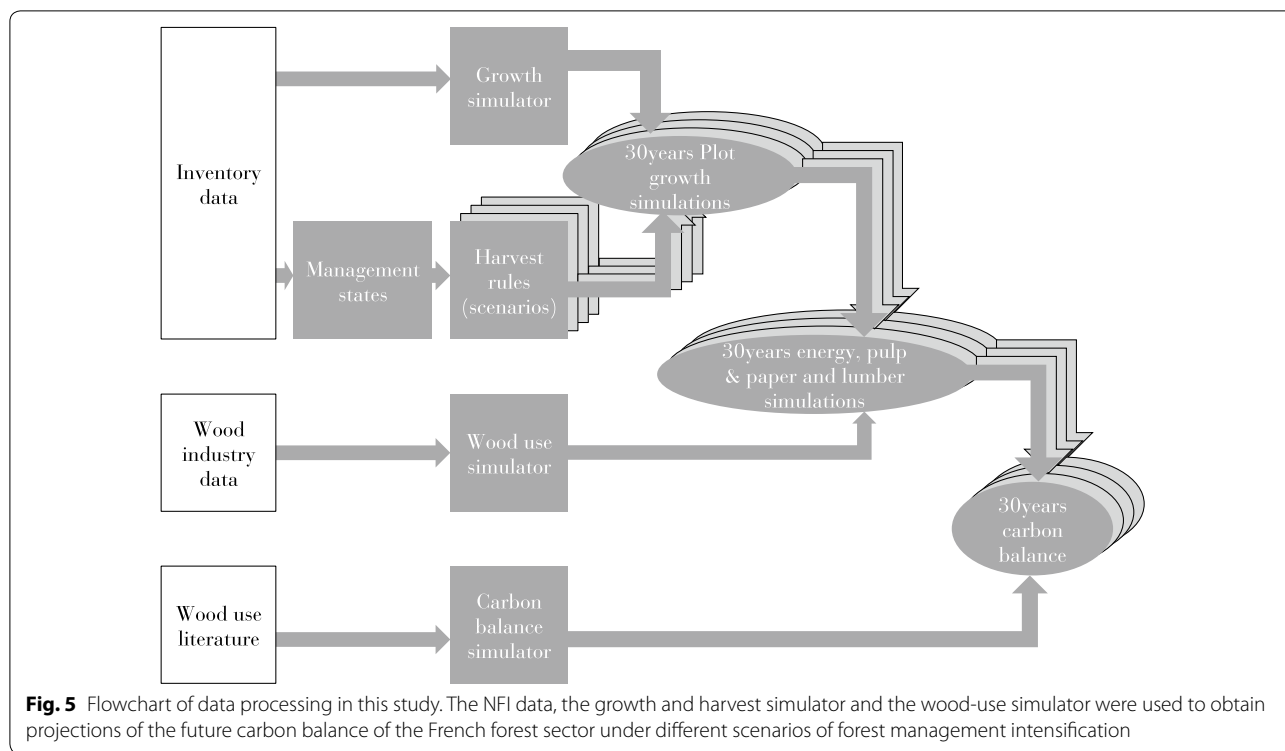 Growth
simulator
Inventory
data
30years Plot
growth
simulations
Management
states
Harvest
rules
(scenarios)
30years energy, pulp
& paper and lumber
simulations
Wood
industry
data
Wood use
simulator
30years
carbon
balance
Wood use
literature
Carbon
balance
simulator
Fig. 5 Flowchart of data processing in this study. The NFI data, the growth and harvest simulator and the wood-use simulator were used to obtain
projections of the future carbon balance of the French forest sector under different scenarios of forest management intensification